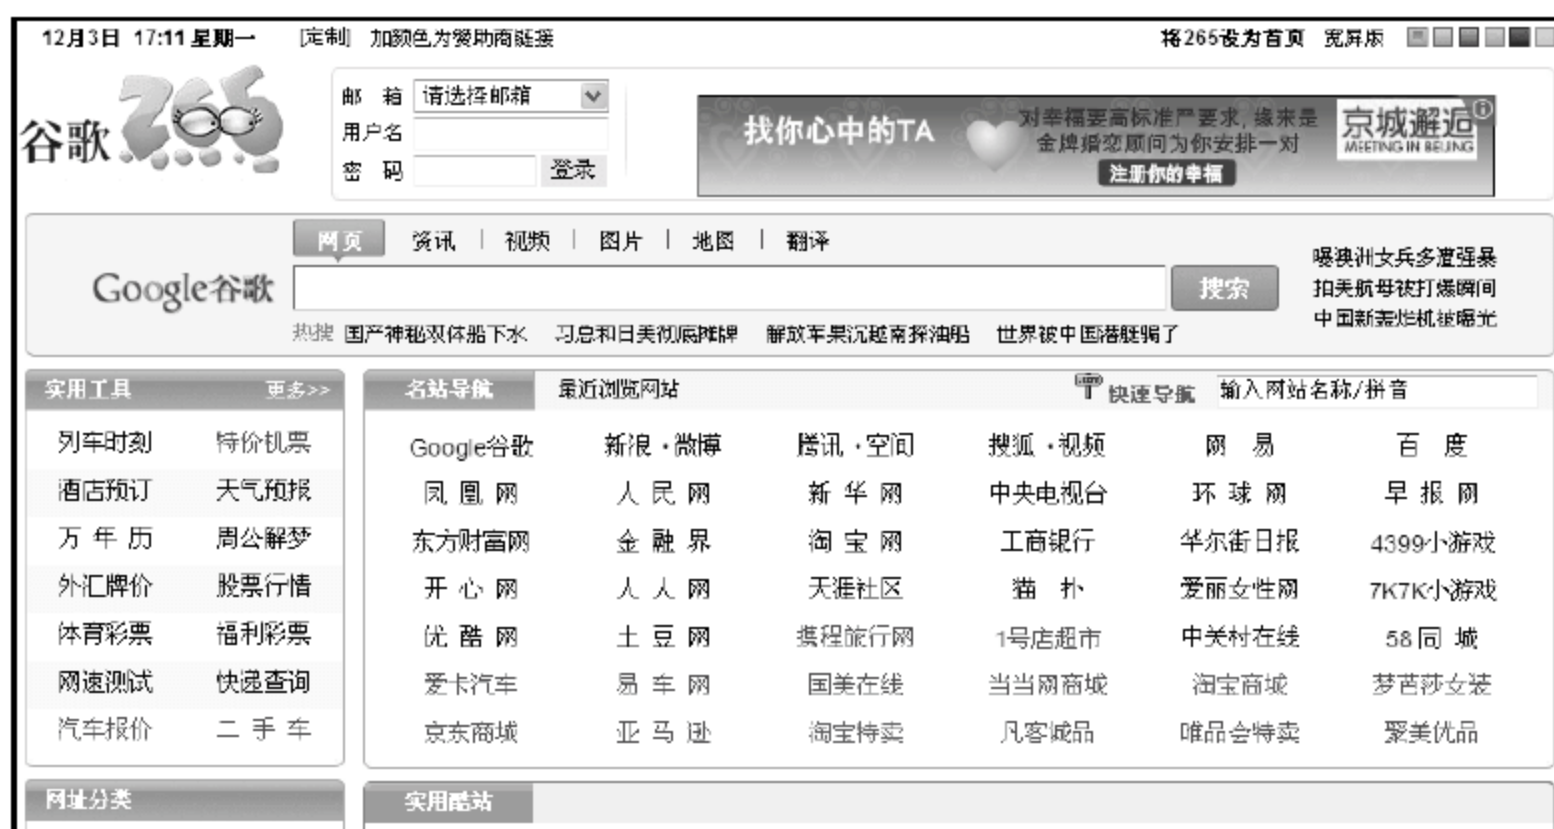 12月3日 17:11 星期一 [定制] 加颜色为赞助商链接 将265设为首页 宽屏版
谷歌 265
邮 箱 请选择邮箱
用户名
密 码 登录
找你心中的TA
对幸福要高标准严要求, 缘来是
金牌婚恋顾问为你安排一对
注册你的幸福
京城邂逅
MEETING IN BEIJING
网页 资讯 | 视频 | 图片 | 地图 | 翻译
Google谷歌 搜索
热搜 国产神秘双体船下水 习总和日美彻底摊牌 解放军果沉越南探油船 世界被中国潜艇骗了
曝澳洲女兵多遭强暴
拍美航母被打爆瞬间
中国新轰炸机被曝光
实用工具 更多>>
列车时刻 特价机票
酒店预订 天气预报
万 年 历 周公解梦
外汇牌价 股票行情
体育彩票 福利彩票
网速测试 快递查询
汽车报价 二 手 车
网址分类
名站导航 最近浏览网站 快速导航 输入网站名称/拼音
Google谷歌 新浪·微博 腾讯·空间 搜狐·视频 网 易 百 度
凤 凰 网 人 民 网 新 华 网 中央电视台 环 球 网 早 报 网
东方财富网 金 融 界 淘 宝 网 工商银行 华尔街日报 4399小游戏
开 心 网 人 人 网 天涯社区 猫 扑 爱丽女性网 7K7K小游戏
优 酷 网 土 豆 网 携程旅行网 1号店超市 中关村在线 58 同 城
爱卡汽车 易 车 网 国美在线 当当网商城 淘宝商城 梦芭莎女装
京东商城 亚 马 逊 淘宝特卖 凡客诚品 唯品会特卖 聚美优品
实用酷站